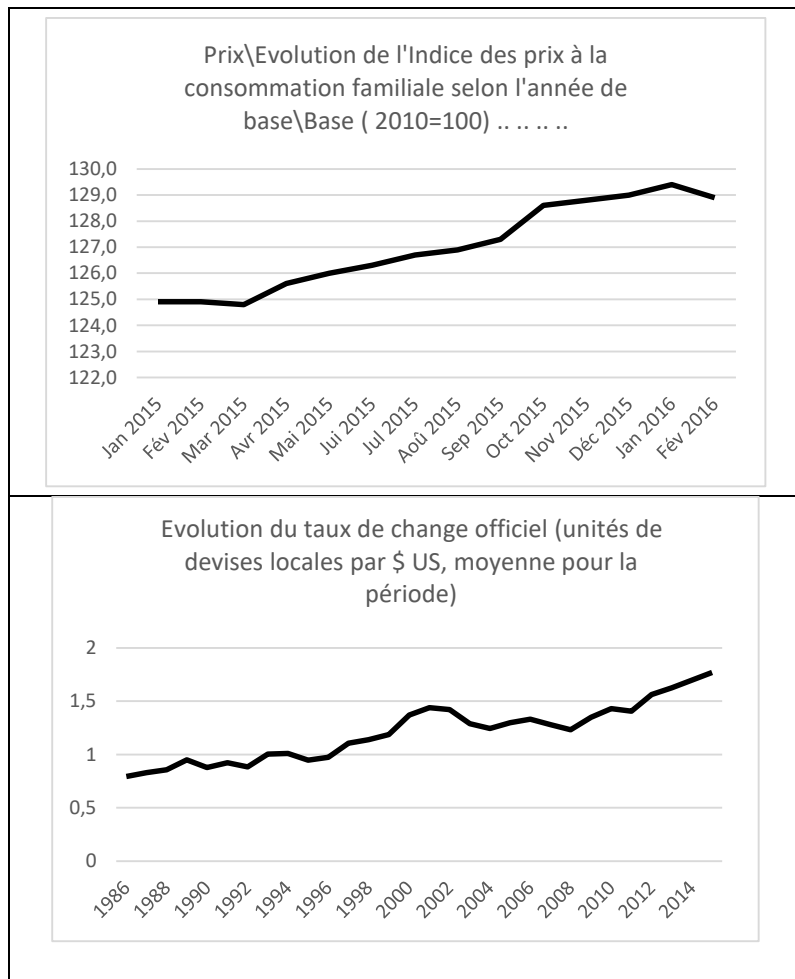 Prix\Evolution de l'Indice des prix à la
consommation familiale selon l'année de
base\Base ( 2010=100) .. .. .. ..
130,0
129,0
128,0
127,0
126,0
125,0
124,0
123,0
122,0
Jan 2015
Fév 2015
Mar 2015
Avr 2015
Mai 2015
Jui 2015
Jul 2015
Aoû 2015
Sep 2015
Oct 2015
Nov 2015
Déc 2015
Jan 2016
Fév 2016
Evolution du taux de change officiel (unités de
devises locales par $ US, moyenne pour la
période)
2
1,5
1
0,5
0
1986
1988
1990
1992
1994
1996
1998
2000
2002
2004
2006
2008
2010
2012
2014